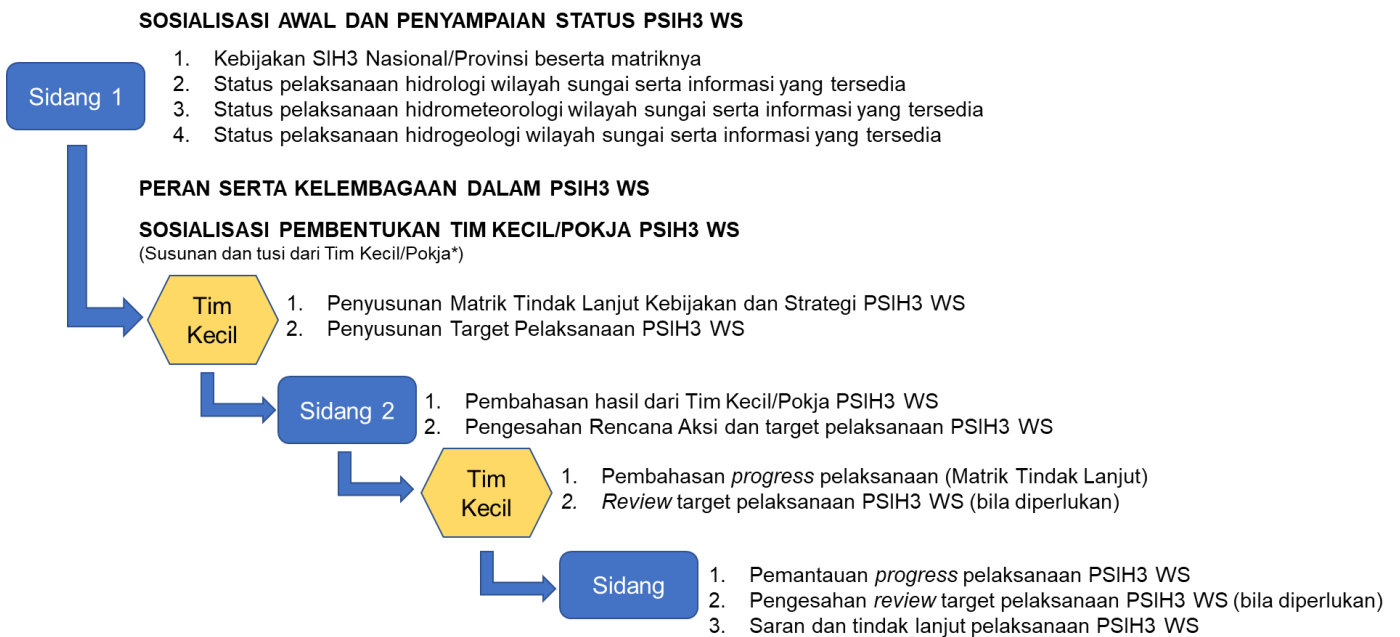 SOSIALISASI AWAL DAN PENYAMPAIAN STATUS PSIH3 WS
Sidang 1
1. Kebijakan SIH3 Nasional/Provinsi beserta matriknya
2. Status pelaksanaan hidrologi wilayah sungai serta informasi yang tersedia
3. Status pelaksanaan hidrometeorologi wilayah sungai serta informasi yang tersedia
4. Status pelaksanaan hidrogeologi wilayah sungai serta informasi yang tersedia
PERAN SERTA KELEMBAGAAN DALAM PSIH3 WS
SOSIALISASI PEMBENTUKAN TIM KECIL/POKJA PSIH3 WS
(Susunan dan tusi dari Tim Kecil/Pokja*)
Tim
Kecil
1. Penyusunan Matrik Tindak Lanjut Kebijakan dan Strategi PSIH3 WS
2. Penyusunan Target Pelaksanaan PSIH3 WS
Sidang 2
1. Pembahasan hasil dari Tim Kecil/Pokja PSIH3 WS
2. Pengesahan Rencana Aksi dan target pelaksanaan PSIH3 WS
Tim
Kecil
1. Pembahasan progress pelaksanaan (Matrik Tindak Lanjut)
2. Review target pelaksanaan PSIH3 WS (bila diperlukan)
Sidang
1. Pemantauan progress pelaksanaan PSIH3 WS
2. Pengesahan review target pelaksanaan PSIH3 WS (bila diperlukan)
3. Saran dan tindak lanjut pelaksanaan PSIH3 WS